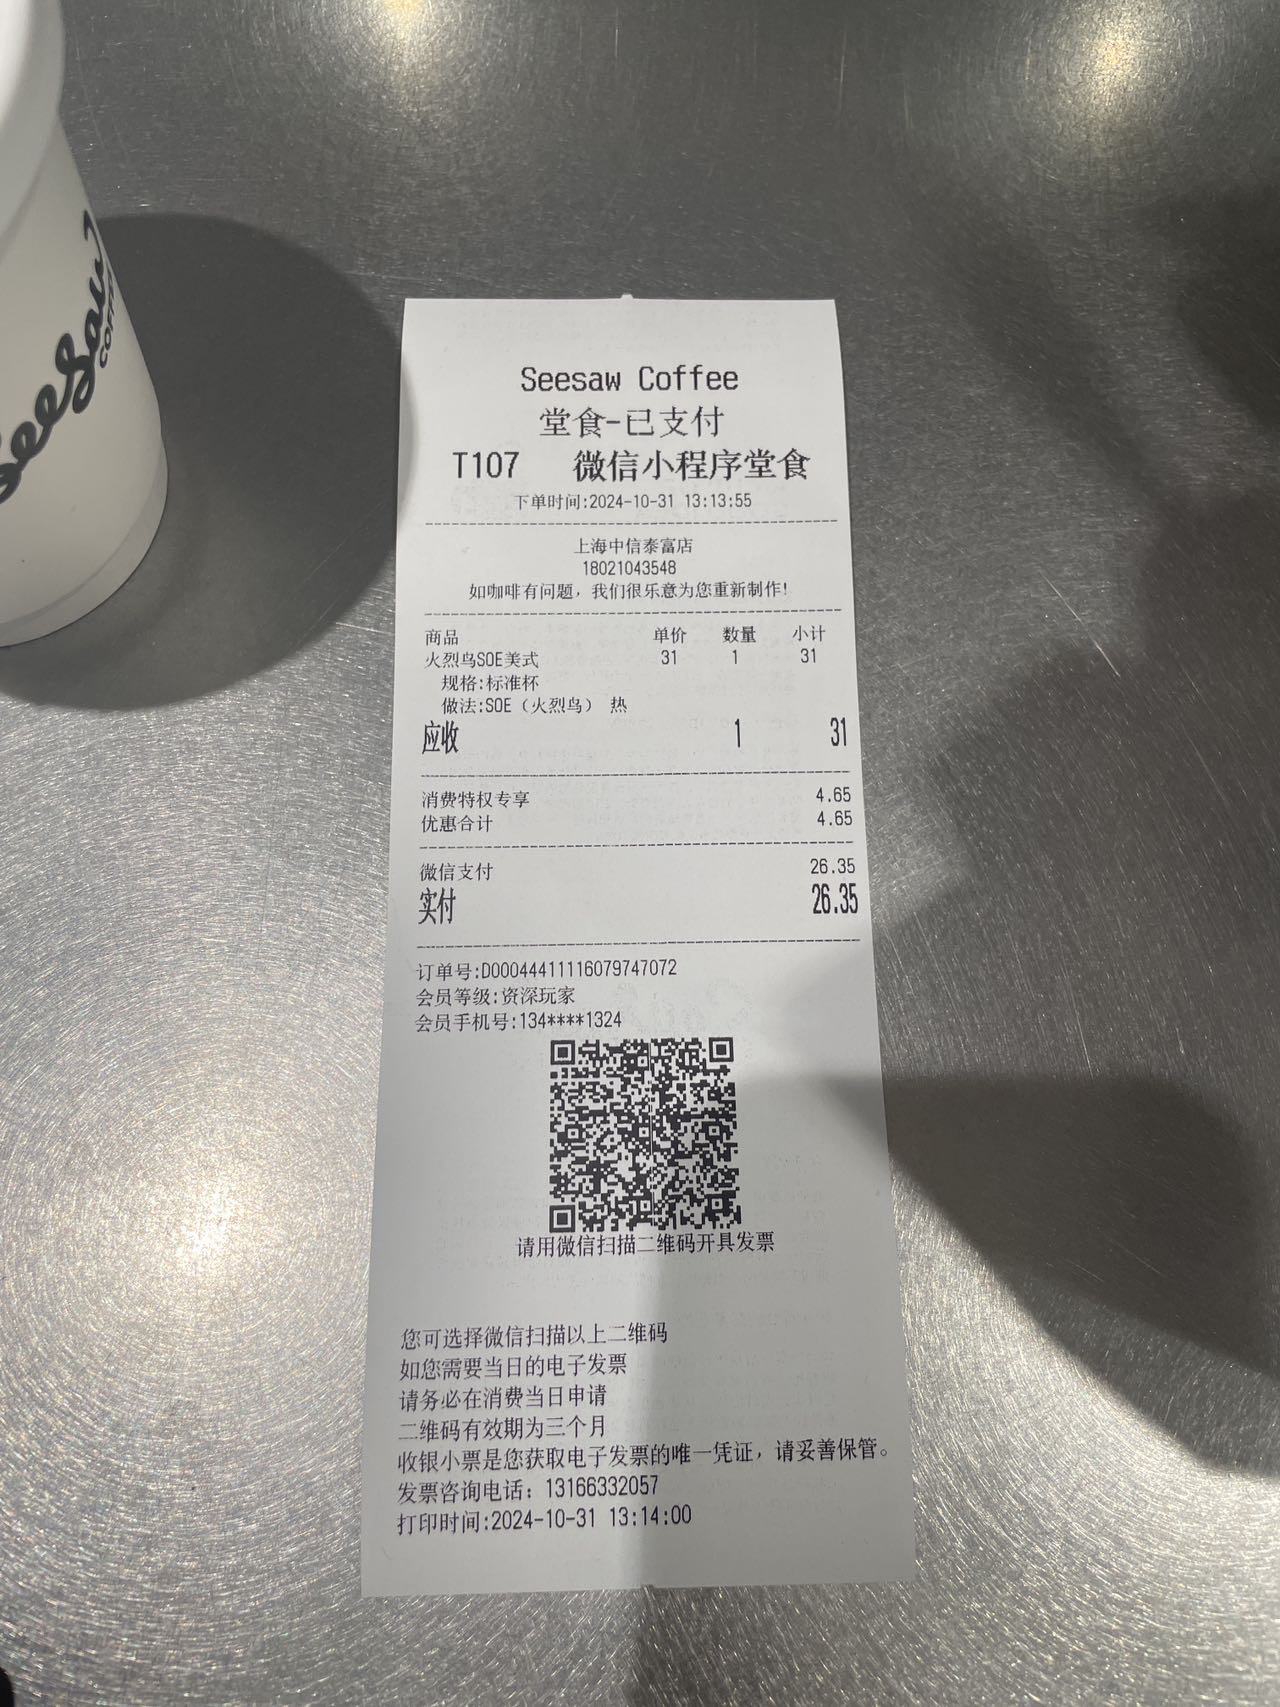 Seesaw
COFFEE
Seesaw Coffee
堂食-已支付
T107 微信小程序堂食
下单时间:2024-10-31 13:13:55
上海中信泰富店
18021043548
如咖啡有问题，我们很乐意为您重新制作!
商品 单价 数量 小计
火烈鸟SOE美式 31 1 31
规格:标准杯
做法:SOE（火烈鸟） 热
应收 1 31
消费特权专享 4.65
优惠合计 4.65
微信支付 26.35
实付 26.35
订单号:D00044411116079747072
会员等级:资深玩家
会员手机号:134****1324
请用微信扫描二维码开具发票
您可选择微信扫描以上二维码
如您需要当日的电子发票
请务必在消费当日申请
二维码有效期为三个月
收银小票是您获取电子发票的唯一凭证，请妥善保管。
发票咨询电话：13166332057
打印时间:2024-10-31 13:14:00